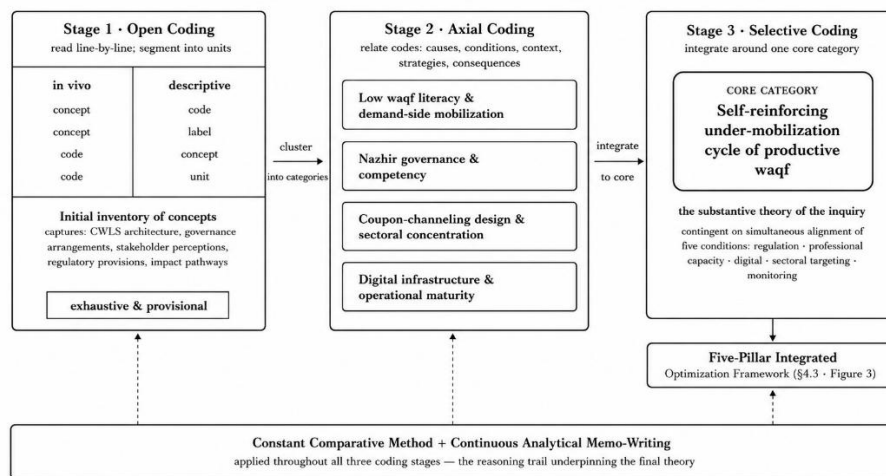 Stage 1 · Open Coding
read line-by-line; segment into units
in vivo
descriptive
concept
code
concept
label
code
concept
code
unit
Initial inventory of concepts
captures: CWLS architecture, governance
arrangements, stakeholder perceptions,
regulatory provisions, impact pathways
exhaustive & provisional
cluster
into categories
Stage 2 · Axial Coding
relate codes: causes, conditions, context,
strategies, consequences
Low waqf literacy &
demand-side mobilization
Nazhir governance &
competency
Coupon-channeling design &
sectoral concentration
Digital infrastructure &
operational maturity
integrate
to core
Stage 3 · Selective Coding
integrate around one core category
CORE CATEGORY
Self-reinforcing
under-mobilization
cycle of productive
waqf
the substantive theory of the inquiry
contingent on simultaneous alignment of
five conditions: regulation · professional
capacity · digital · sectoral targeting ·
monitoring
Five-Pillar Integrated
Optimization Framework (§4.3 · Figure 3)
Constant Comparative Method + Continuous Analytical Memo-Writing
applied throughout all three coding stages — the reasoning trail underpinning the final theory